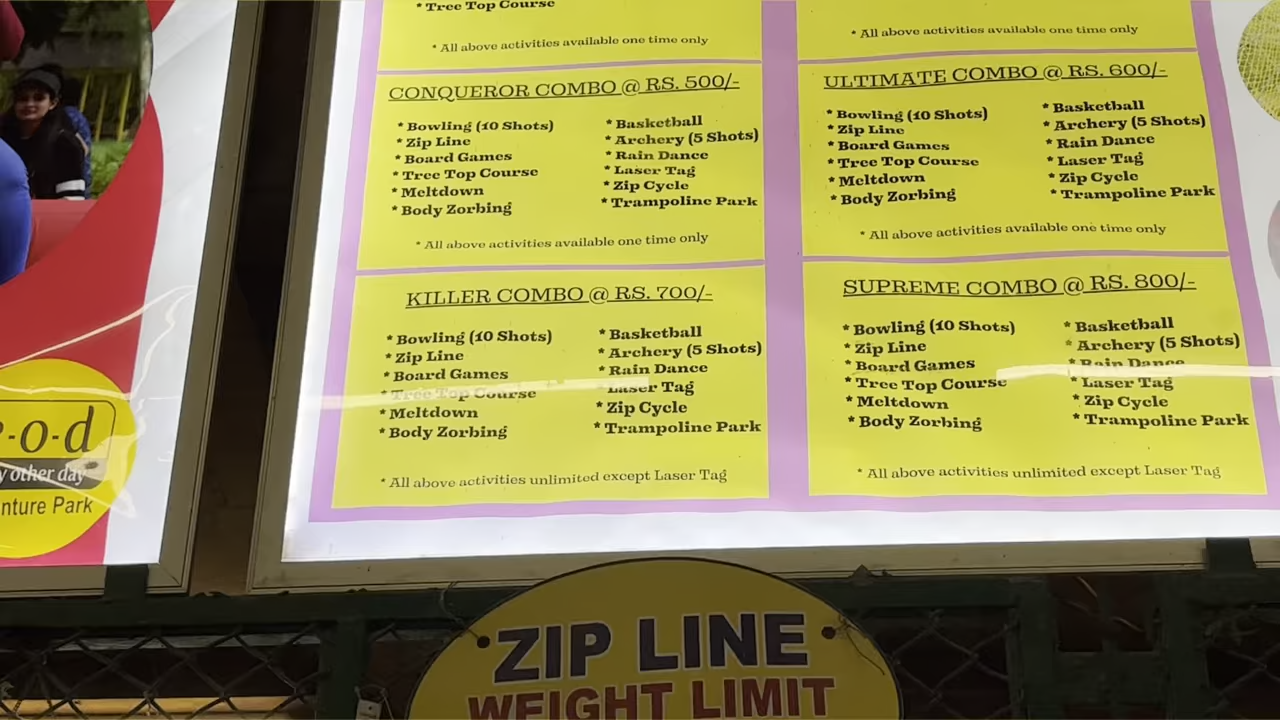 * Tree Top Course
* All above activities available one time only
* All above activities available one time only
CONQUEROR COMBO @ RS. 500/-
* Bowling (10 Shots)
* Zip Line
* Board Games
* Tree Top Course
* Meltdown
* Body Zorbing
* Basketball
* Archery (5 Shots)
* Rain Dance
* Laser Tag
* Zip Cycle
* Trampoline Park
* All above activities available one time only
ULTIMATE COMBO @ RS. 600/-
* Bowling (10 Shots)
* Zip Line
* Board Games
* Tree Top Course
* Meltdown
* Body Zorbing
* Basketball
* Archery (5 Shots)
* Rain Dance
* Laser Tag
* Zip Cycle
* Trampoline Park
* All above activities available one time only
KILLER COMBO @ RS. 700/-
* Bowling (10 Shots)
* Zip Line
* Board Games
* Tree Top Course
* Meltdown
* Body Zorbing
* Basketball
* Archery (5 Shots)
* Rain Dance
* Laser Tag
* Zip Cycle
* Trampoline Park
* All above activities unlimited except Laser Tag
SUPREME COMBO @ RS. 800/-
* Bowling (10 Shots)
* Zip Line
* Board Games
* Tree Top Course
* Meltdown
* Body Zorbing
* Basketball
* Archery (5 Shots)
* Rain Dance
* Laser Tag
* Zip Cycle
* Trampoline Park
* All above activities unlimited except Laser Tag
-o-d
other day
Park
ZIP LINE
WEIGHT LIMIT